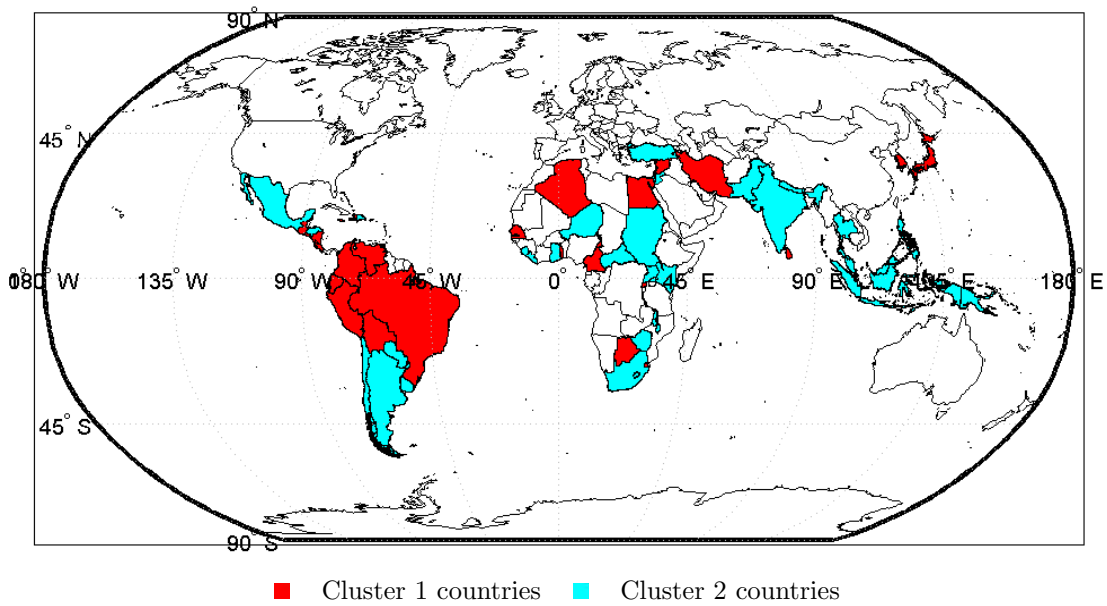 90° N
45° N
180° W 135° W 90° W 45° W 0° E 45° E 90° E 135° E 180° E
45° S
90° S
Cluster 1 countries Cluster 2 countries